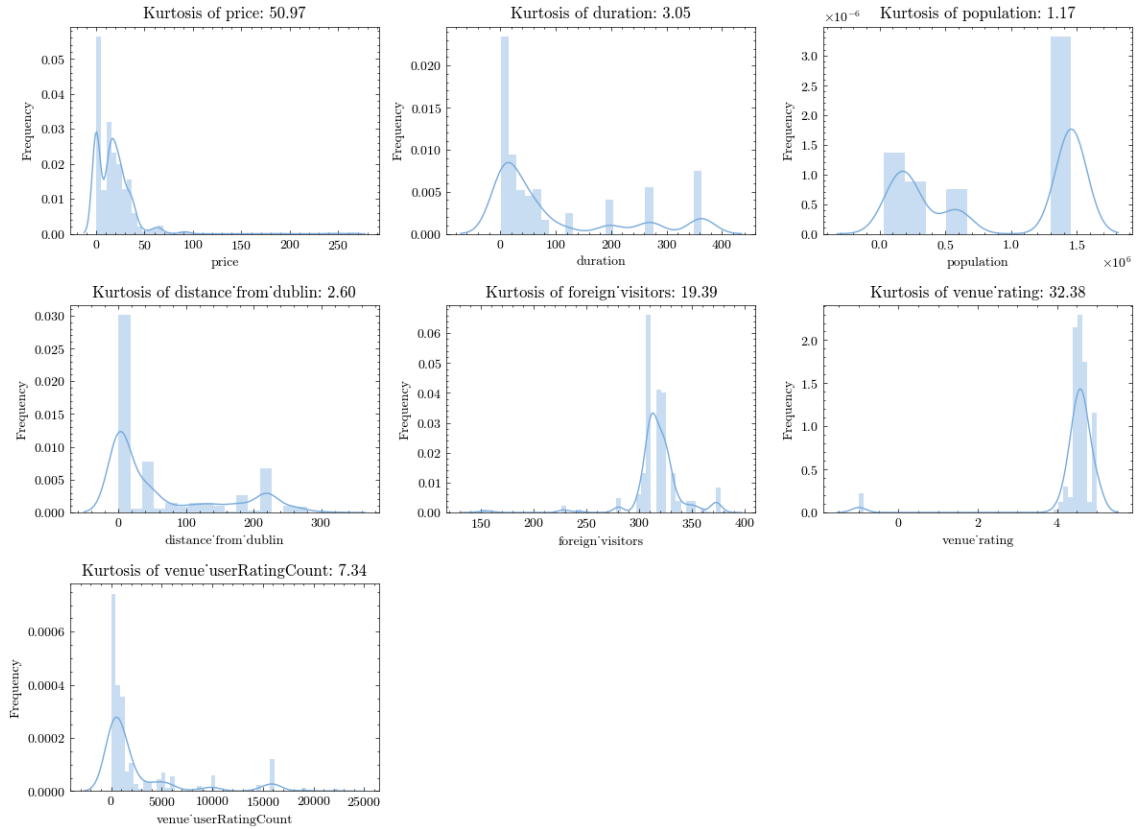 Kurtosis of price: 50.97
Frequency
0.05
0.04
0.03
0.02
0.01
0.00
0 50 100 150 200 250
price
Kurtosis of duration: 3.05
Frequency
0.020
0.015
0.010
0.005
0.000
0 100 200 300 400
duration
Kurtosis of population: 1.17
×10⁻⁶
Frequency
3.0
2.5
2.0
1.5
1.0
0.5
0.0
0.0 0.5 1.0 1.5
population
×10⁶
Kurtosis of distance˙from˙dublin: 2.60
Frequency
0.030
0.025
0.020
0.015
0.010
0.005
0.000
0 100 200 300
distance˙from˙dublin
Kurtosis of foreign˙visitors: 19.39
Frequency
0.06
0.05
0.04
0.03
0.02
0.01
0.00
150 200 250 300 350 400
foreign˙visitors
Kurtosis of venue˙rating: 32.38
Frequency
2.0
1.5
1.0
0.5
0.0
0 2 4
venue˙rating
Kurtosis of venue˙userRatingCount: 7.34
Frequency
0.0006
0.0004
0.0002
0.0000
0 5000 10000 15000 20000 25000
venue˙userRatingCount